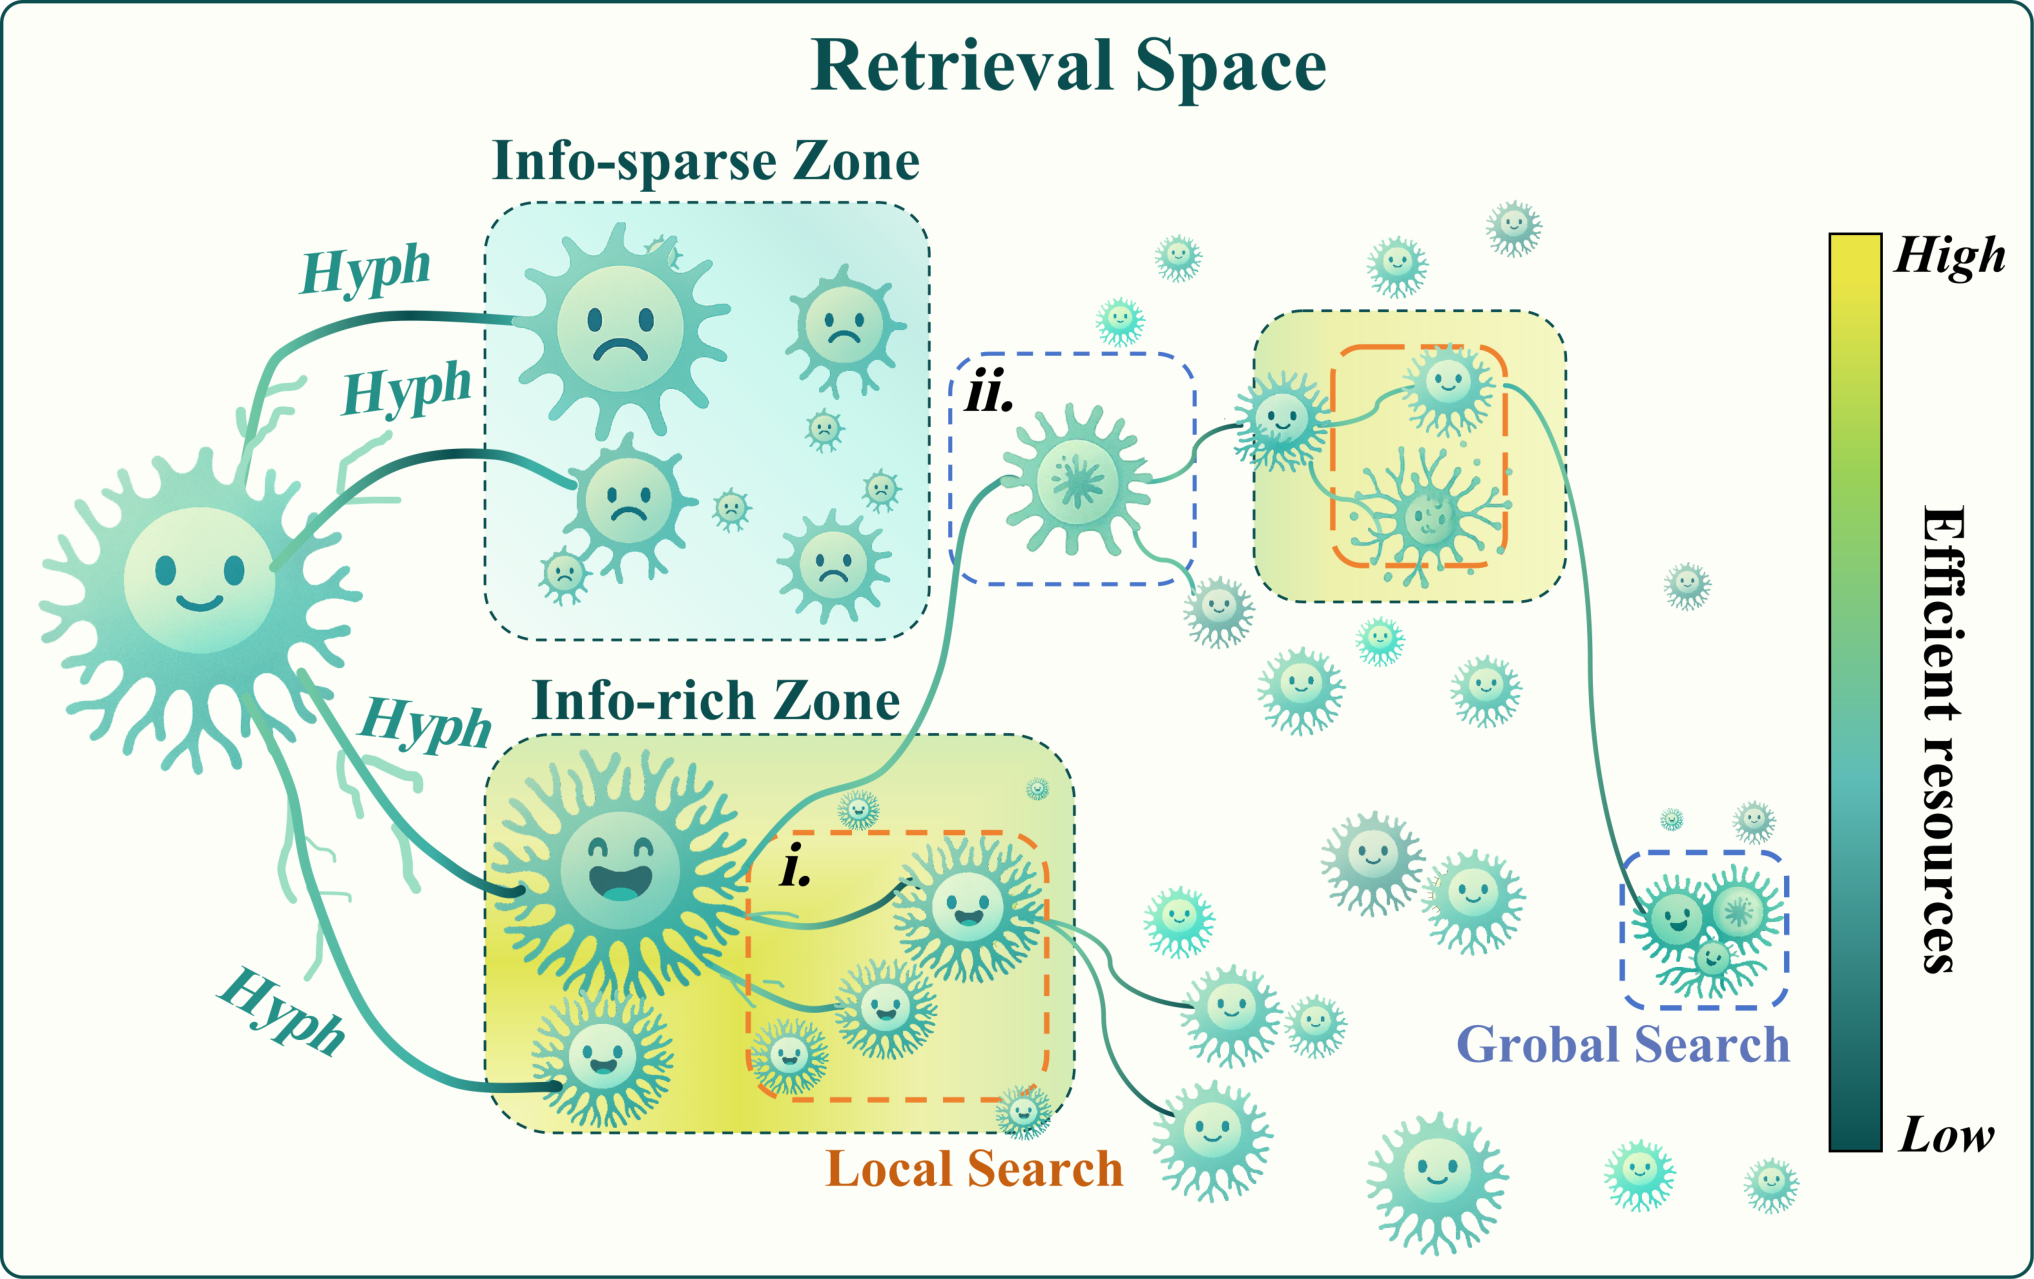 Retrieval Space
Info-sparse Zone
Hyph
High
Hyph
ii.
Efficient resources
Info-rich Zone
Hyph
i.
Hyph
Grobal Search
Low
Local Search